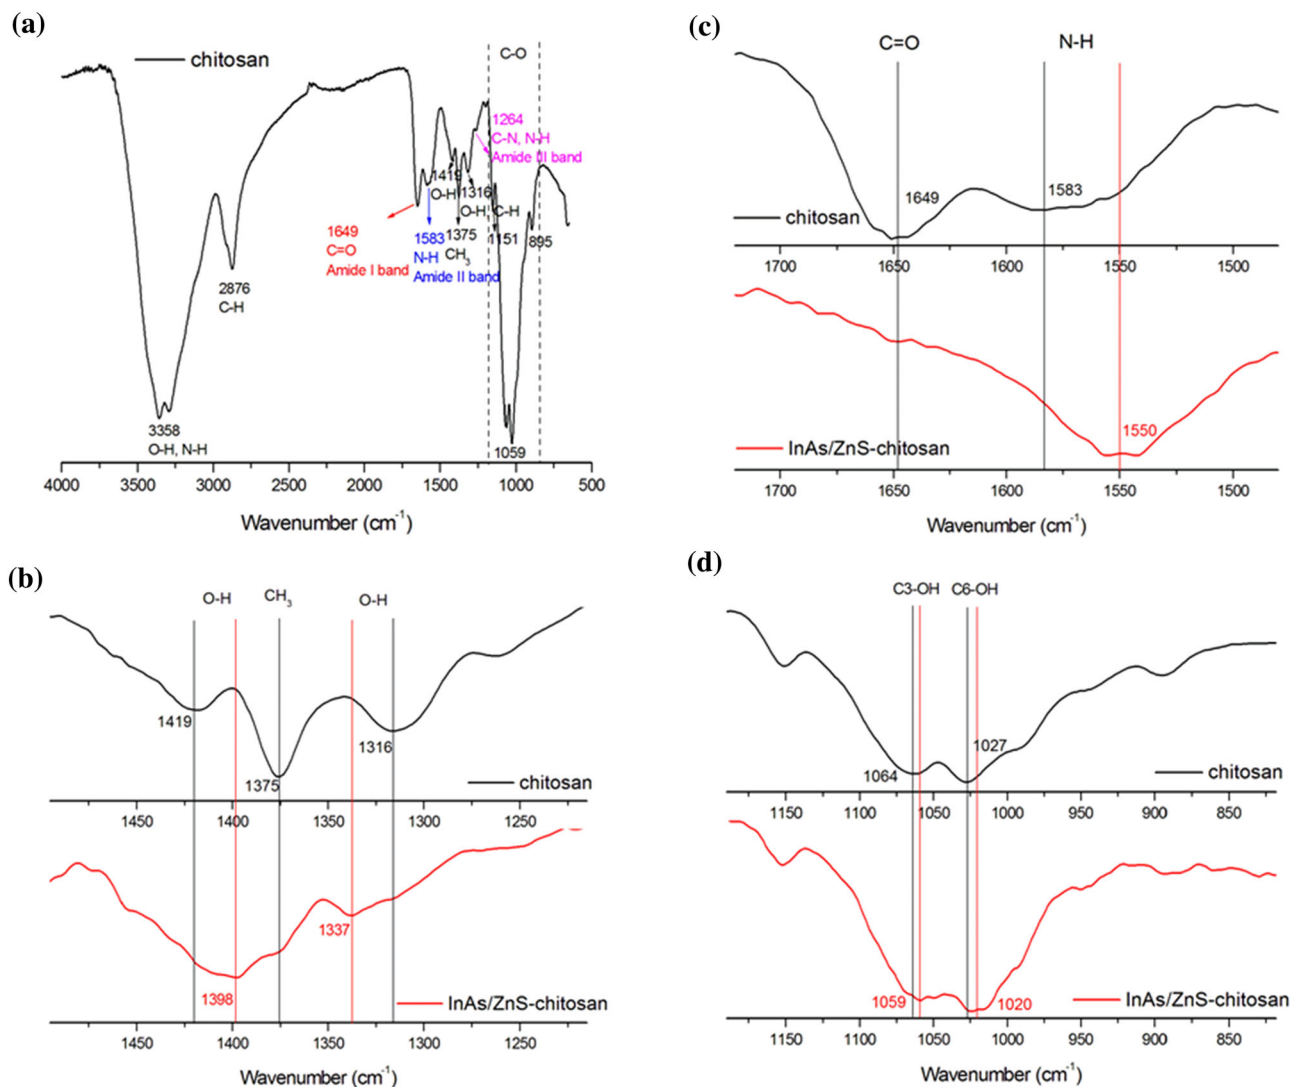 (a)
chitosan
C-O
1264
C-N, N-H
Amide III band
1419
O-H
1316
O-H, C-H
1649
C=O
Amide I band
1583
N-H
Amide II band
1375
CH3
1151
895
2876
C-H
3358
O-H, N-H
1059
4000 3500 3000 2500 2000 1500 1000 500
Wavenumber (cm-1)
(c)
C=O N-H
1649
1583
chitosan
1700 1650 1600 1550 1500
1550
InAs/ZnS-chitosan
1700 1650 1600 1550 1500
Wavenumber (cm-1)
(b)
O-H CH3 O-H
1419
1316
1375
chitosan
1450 1400 1350 1300 1250
1337
1398
InAs/ZnS-chitosan
1450 1400 1350 1300 1250
Wavenumber (cm-1)
(d)
C3-OH C6-OH
1027
1064
chitosan
1150 1100 1050 1000 950 900 850
1059
1020
InAs/ZnS-chitosan
1150 1100 1050 1000 950 900 850
Wavenumber (cm-1)